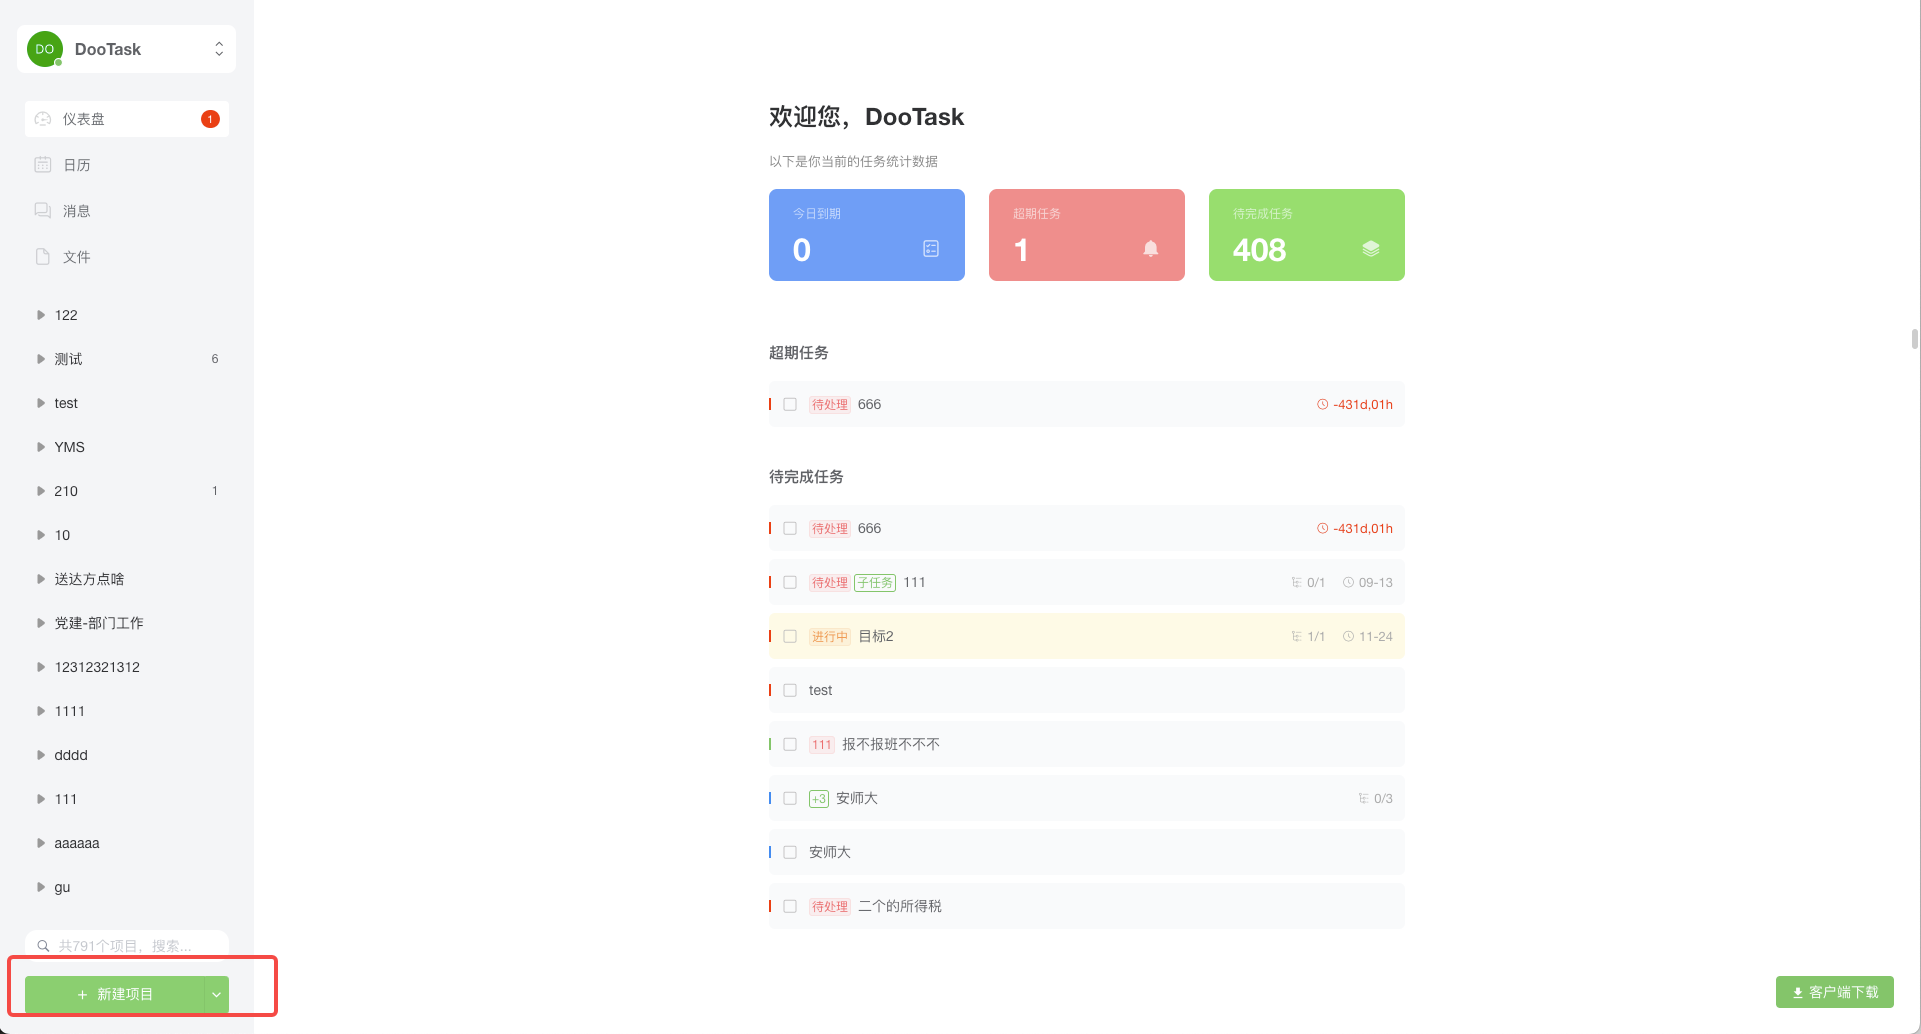 DO DooTask
仪表盘 1
日历
消息
文件
122
测试 6
test
YMS
210 1
10
送达方点啥
党建-部门工作
12312321312
1111
dddd
111
aaaaaa
gu
共791个项目，搜索...
+ 新建项目
欢迎您，DooTask
以下是你当前的任务统计数据
今日到期
0
超期任务
1
待完成任务
408
超期任务
待处理 666 -431d,01h
待完成任务
待处理 666 -431d,01h
待处理 子任务 111 0/1 09-13
进行中 目标2 1/1 11-24
test
111 报不报班不不不
+3 安师大 0/3
安师大
待处理 二个的所得税
客户端下载